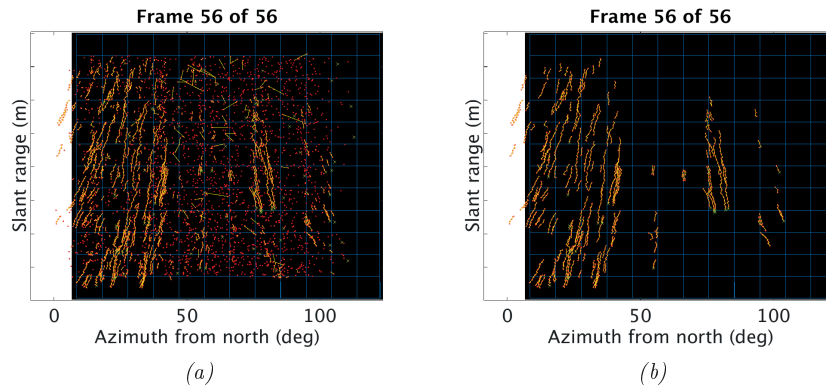 Frame 56 of 56
Slant range (m)
0 50 100
Azimuth from north (deg)
(a)
Frame 56 of 56
Slant range (m)
0 50 100
Azimuth from north (deg)
(b)